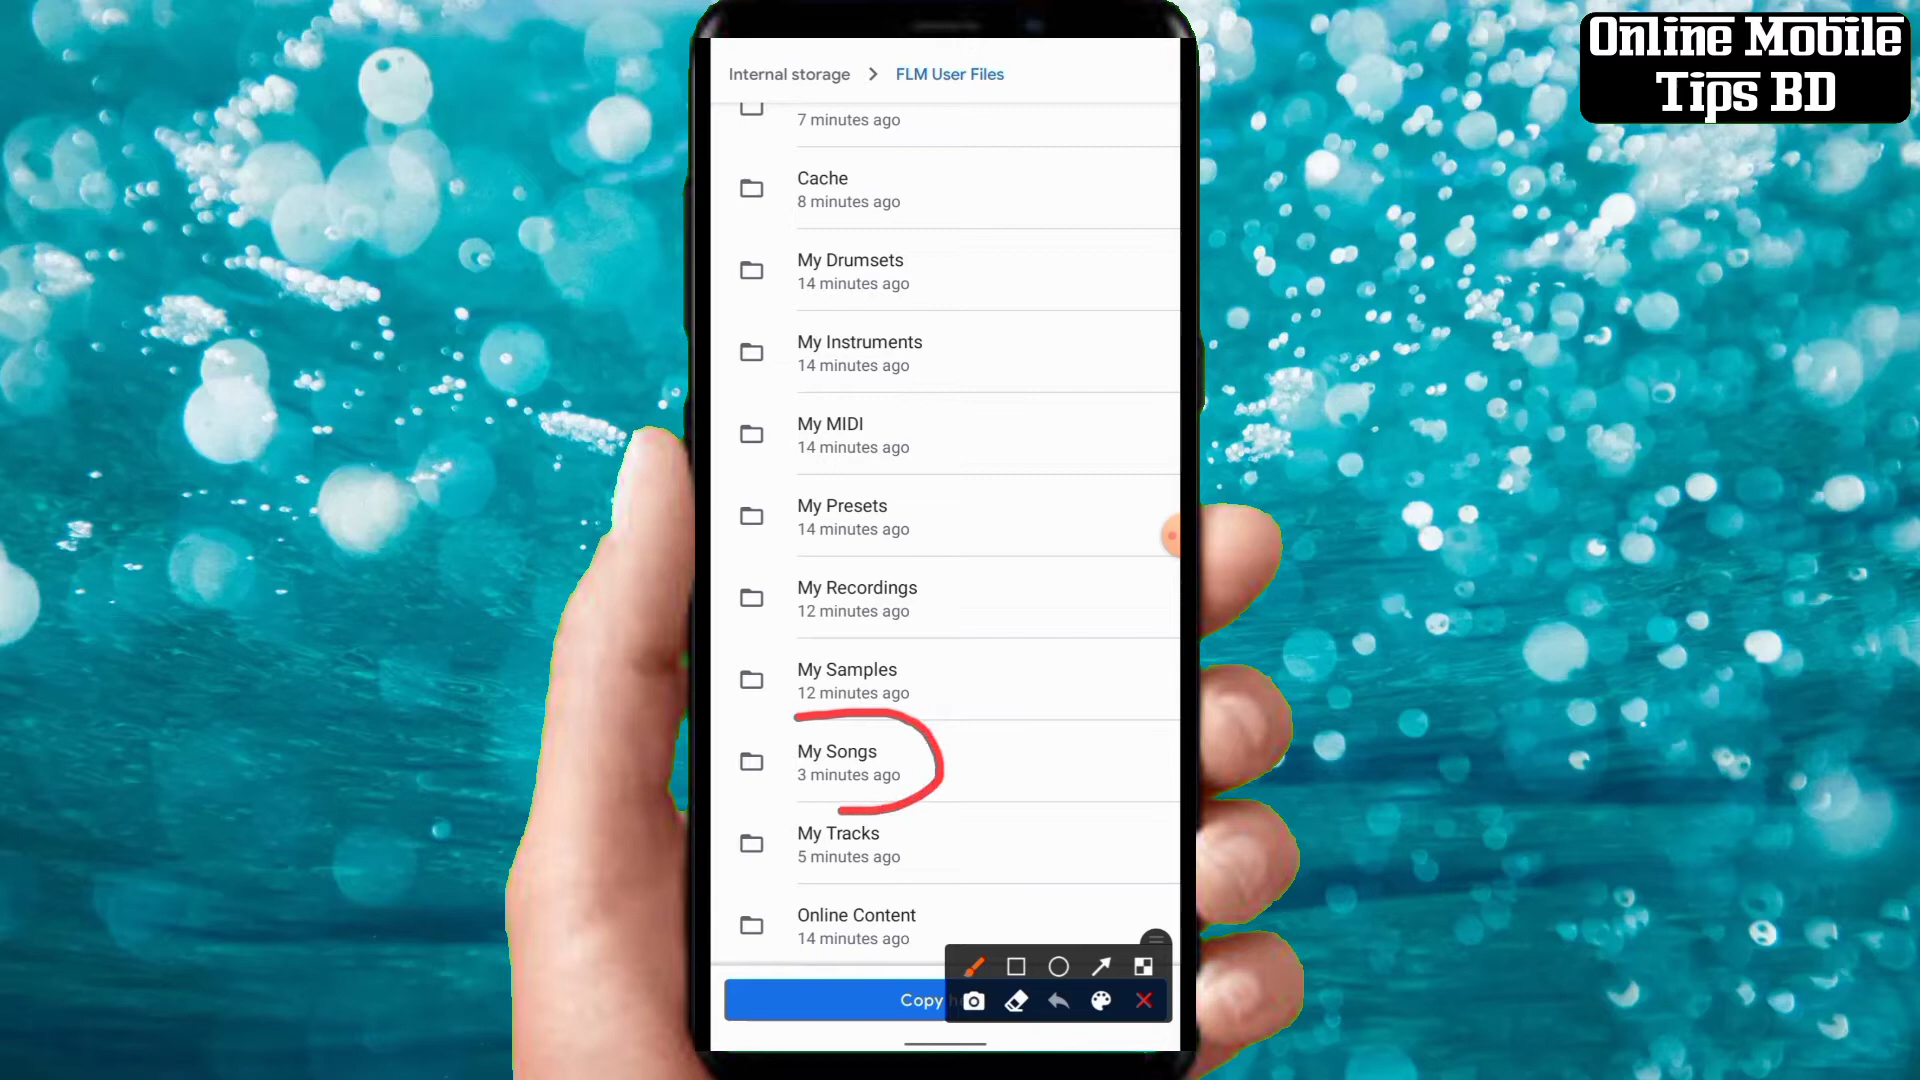 Online Mobile
Tips BD
Internal storage > FLM User Files
7 minutes ago
Cache
8 minutes ago
My Drumsets
14 minutes ago
My Instruments
14 minutes ago
My MIDI
14 minutes ago
My Presets
14 minutes ago
My Recordings
12 minutes ago
My Samples
12 minutes ago
My Songs
3 minutes ago
My Tracks
5 minutes ago
Online Content
14 minutes ago
Copy